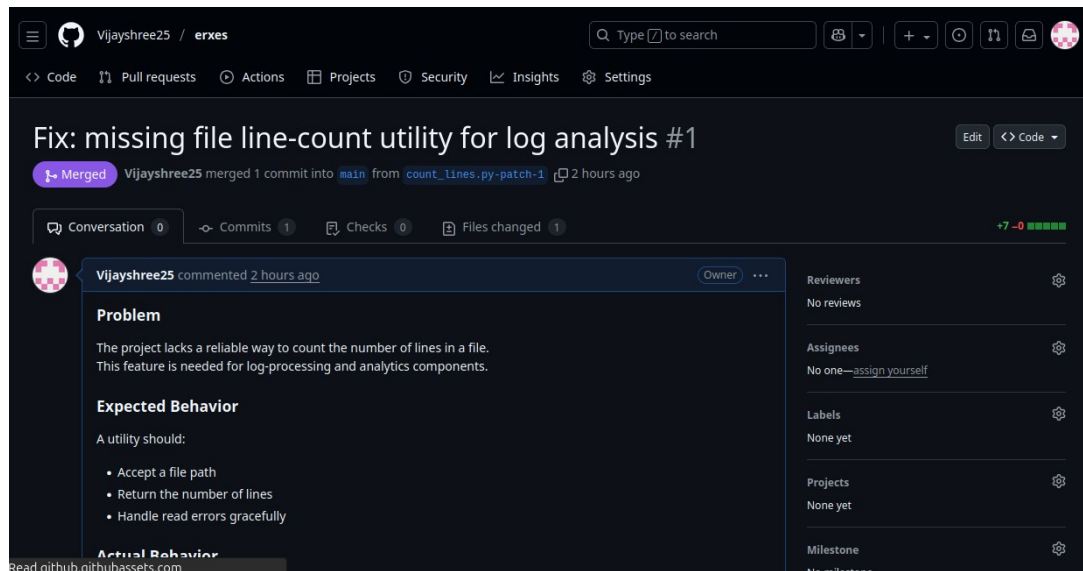 Vijayshree25 / erxes
Type / to search
<> Code Pull requests Actions Projects Security Insights Settings
Fix: missing file line-count utility for log analysis #1
Edit <> Code
Merged Vijayshree25 merged 1 commit into main from count_lines.py-patch-1 2 hours ago
Conversation 0 Commits 1 Checks 0 Files changed 1
+7 −0
Vijayshree25 commented 2 hours ago Owner ...
Problem
The project lacks a reliable way to count the number of lines in a file.
This feature is needed for log-processing and analytics components.
Expected Behavior
A utility should:
• Accept a file path
• Return the number of lines
• Handle read errors gracefully
Actual Behavior
Reviewers
No reviews
Assignees
No one—assign yourself
Labels
None yet
Projects
None yet
Milestone
No milestone
Read github.githubassets.com